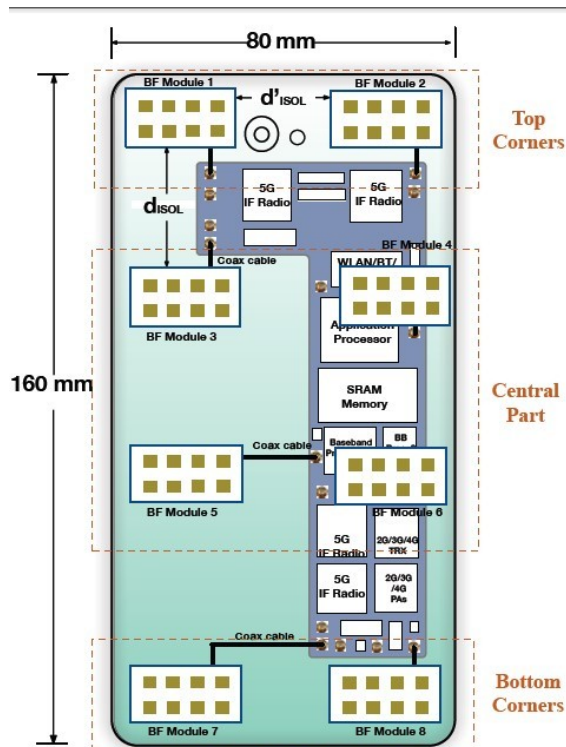 80 mm
BF Module 1
BF Module 2
d'ISOL
Top
Corners
5G
IF Radio
5G
IF Radio
dISOL
BF Module 4
Coax cable
WLAN/BT/
BF Module 3
Application
Processor
160 mm
SRAM
Memory
Central
Part
Coax cable
Baseband
BB
BF Module 5
BF Module 6
5G
IF Radio
2G/3G/4G
TRX
5G
IF Radio
2G/3G
/4G
PAs
Coax cable
Bottom
Corners
BF Module 7
BF Module 8